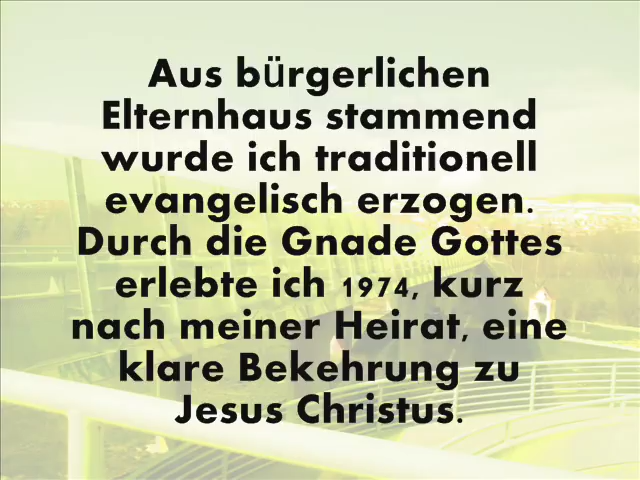 Aus bürgerlichen
Elternhaus stammend
wurde ich traditionell
evangelisch erzogen.
Durch die Gnade Gottes
erlebte ich 1974, kurz
nach meiner Heirat, eine
klare Bekehrung zu
Jesus Christus.